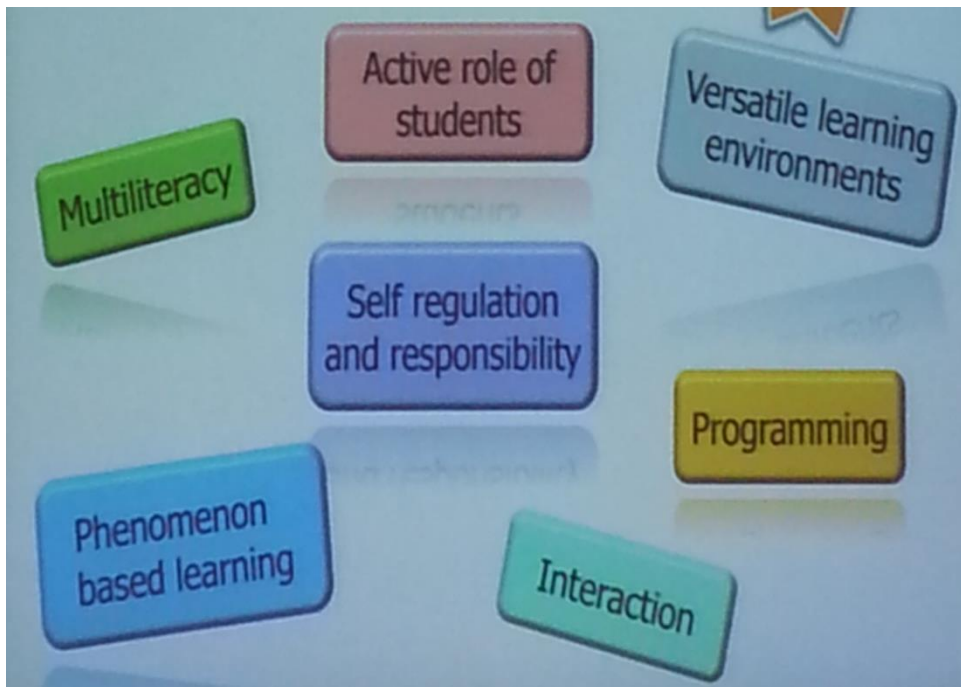 Active role of
students
Versatile learning
environments
Multiliteracy
Self regulation
and responsibility
Programming
Phenomenon
based learning
Interaction